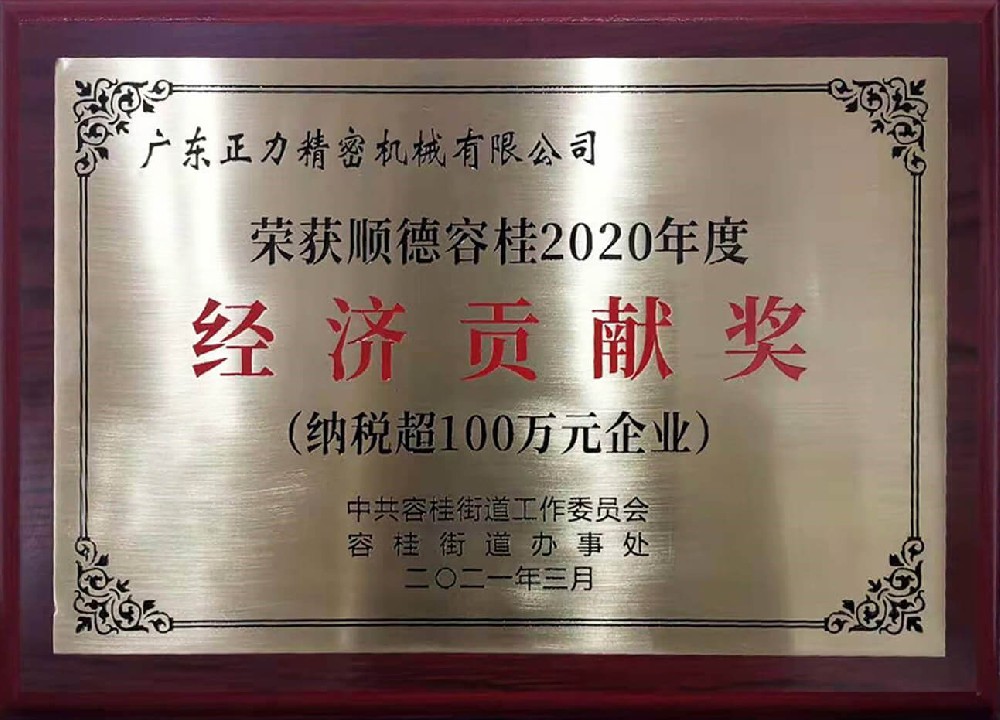 广东正力精密机械有限公司
荣获顺德容桂2020年度
经济贡献奖
（纳税超100万元企业）
中共容桂街道工作委员会
容桂街道办事处
二〇二一年三月